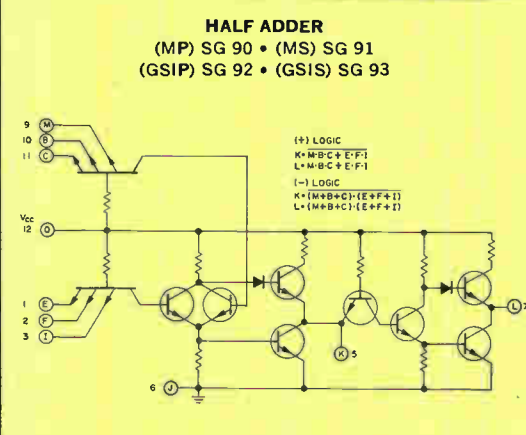 HALF ADDER
(MP) SG 90 • (MS) SG 91
(GSIP) SG 92 • (GSIS) SG 93
9 M
10 B
11 C
(+) LOGIC
K=M·B·C + E·F·I
L=M·B·C + E·F·I
(-) LOGIC
K=(M+B+C)·(E+F+I)
L=(M+B+C)·(E+F+I)
Vcc
12 Q
1 E
2 F
3 I
L 7
K 5
6 J